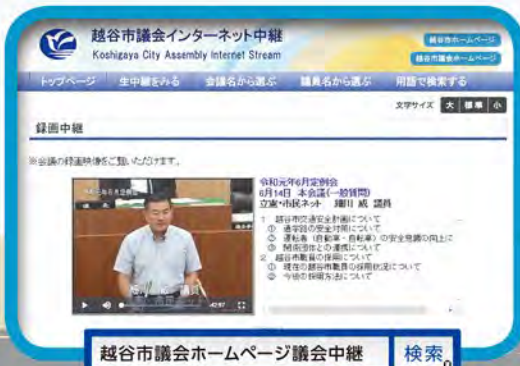 越谷市議会インターネット中継
Koshigaya City Assembly Internet Stream
越谷市ホームページ
越谷市議会ホームページ
トップページ 生中継をみる 会議名から選ぶ 議員名から選ぶ 用語で検索する
文字サイズ 大 標準 小
録画中継
※会議の録画映像をご覧いただけます。
令和元年6月定例会
6月14日 本会議(一般質問)
立憲・市民ネット 細川 威 議員
1 越谷市交通安全計画について
① 通学路の安全対策について
② 運転者（自動車・自転車）の安全意識の向上に
③ 関係団体との連携について
2 越谷市職員の採用について
① 現在の越谷市職員の採用状況について
② 今後の採用方法について
越谷市議会ホームページ議会中継 検索